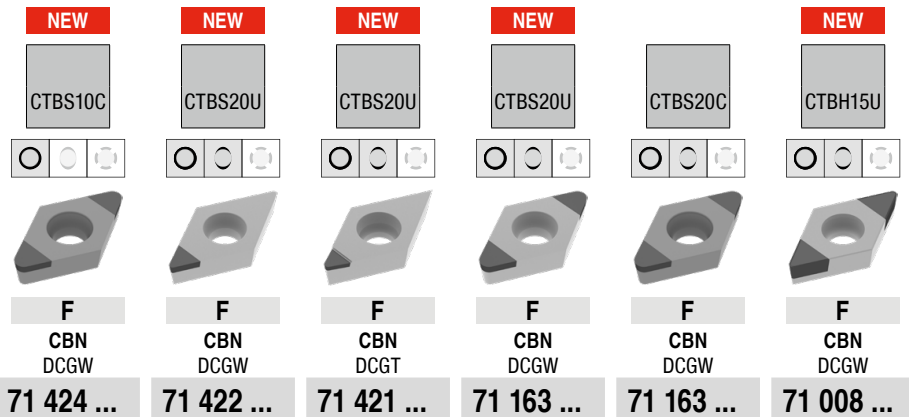 NEW NEW NEW NEW NEW
CTBS10C CTBS20U CTBS20U CTBS20U CTBS20C CTBH15U
F F F F F F
CBN CBN CBN CBN CBN CBN
DCGW DCGW DCGT DCGW DCGW DCGW
71 424 ... 71 422 ... 71 421 ... 71 163 ... 71 163 ... 71 008 ...